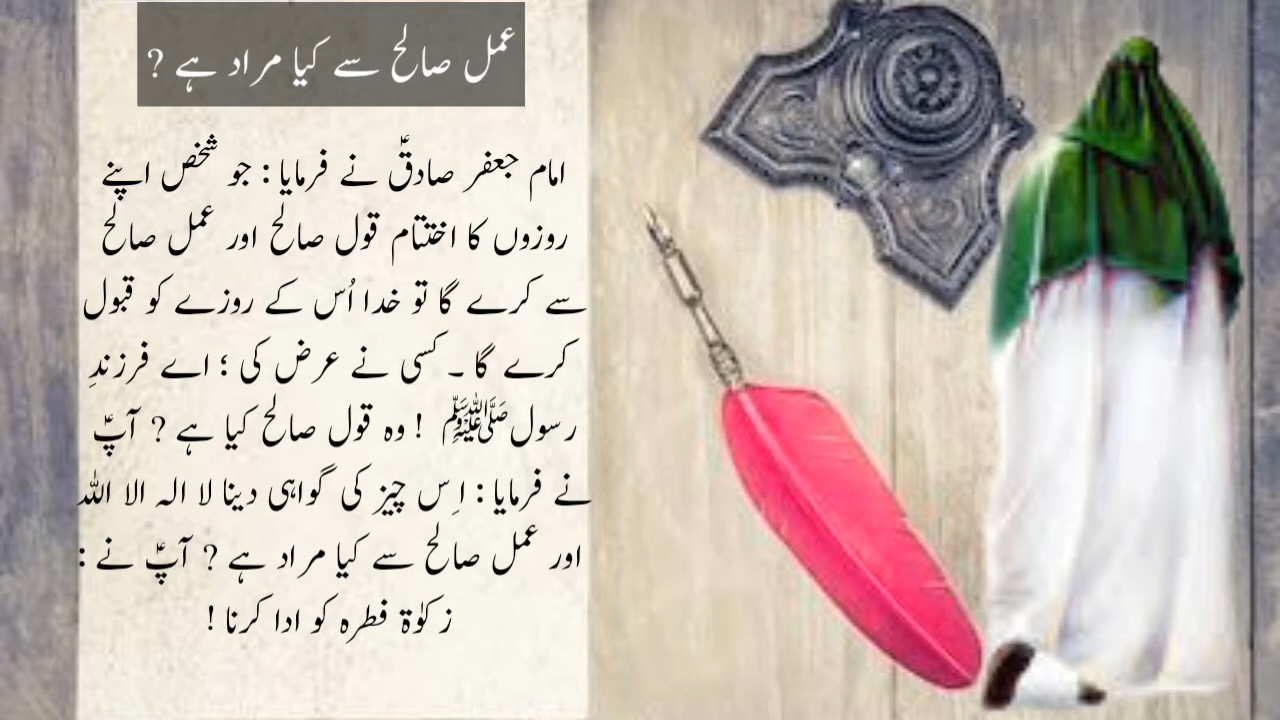 عمل صالح سے کیا مراد ہے ?
امام جعفر صادقؑ نے فرمایا : جو شخص اپنے
روزوں کا اختتام قول صالح اور عمل صالح
سے کرے گا تو خدا اُس کے روزے کو قبول
کرے گا ۔ کسی نے عرض کی ؛ اے فرزندِ
رسولﷺ ! وہ قول صالح کیا ہے ? آپؑ
نے فرمایا : اِس چیز کی گواہی دینا لا الہ الا اللہ
اور عمل صالح سے کیا مراد ہے ? آپؑ نے :
زکوٰۃ فطرہ کو ادا کرنا !